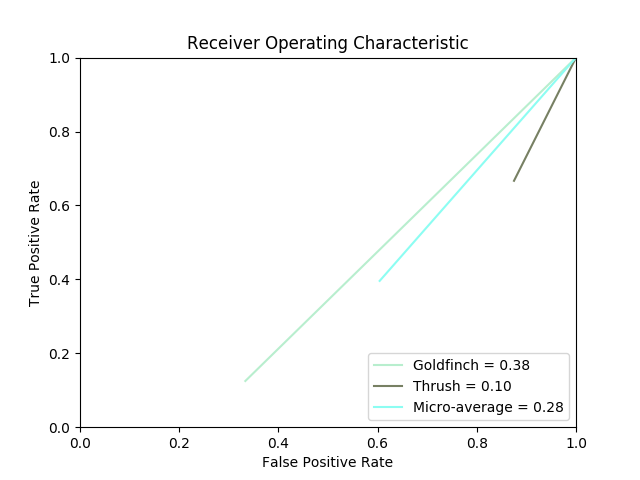 Receiver Operating Characteristic
True Positive Rate
1.0
0.8
0.6
0.4
0.2
0.0
Goldfinch = 0.38
Thrush = 0.10
Micro-average = 0.28
0.0 0.2 0.4 0.6 0.8 1.0
False Positive Rate